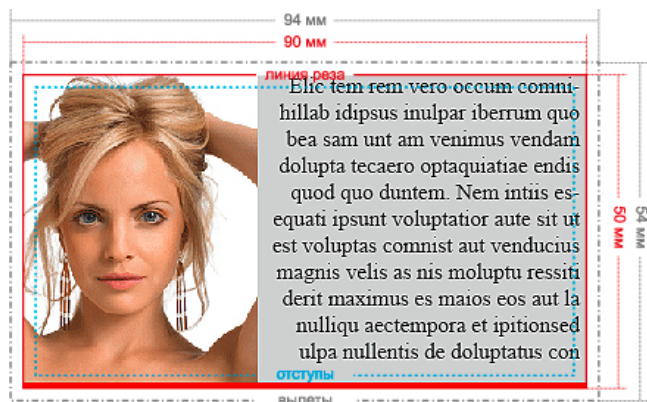 94 мм
90 мм
линия реза
Elic tem rem vero occum comni-
hillab idipsus inulpar iberrum quo
bea sam unt am venimus vendam
dolupta tecaero optaquiatiae endis
quod quo duntem. Nem intiis es-
equati ipsunt voluptatior aute sit ut
est voluptas comnist aut venducius
magnis velis as nis moluptu ressiti
derit maximus es maios eos aut la
nulliqu aectempora et ipitionsed
ulpa nullentis de doluptatus con
отступы
вылеты
50 мм
54 мм